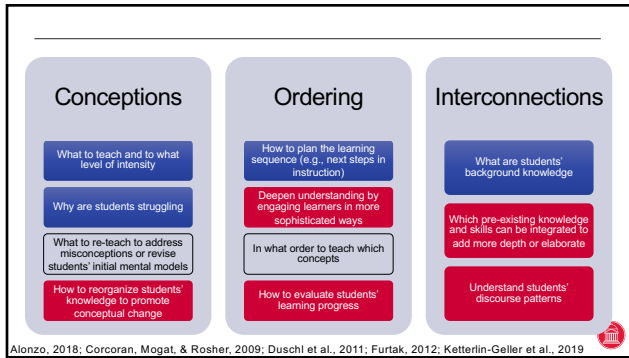 Conceptions
What to teach and to what
level of intensity
Why are students struggling
What to re-teach to address
misconceptions or revise
students' initial mental models
How to reorganize students'
knowledge to promote
conceptual change
Ordering
How to plan the learning
sequence (e.g., next steps in
instruction)
Deepen understanding by
engaging learners in more
sophisticated ways
In what order to teach which
concepts
How to evaluate students'
learning progress
Interconnections
What are students'
background knowledge
Which pre-existing knowledge
and skills can be integrated to
add more depth or elaborate
Understand students'
discourse patterns
Alonzo, 2018; Corcoran, Mogat, & Rosher, 2009; Duschl et al., 2011; Furtak, 2012; Ketterlin-Geller et al., 2019